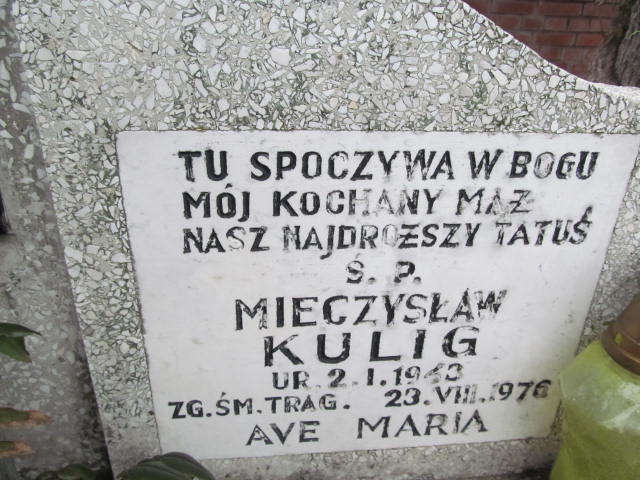 TU SPOCZYWA W BOGU
MÓJ KOCHANY MĄŻ
NASZ NAJDROŻSZY TATUŚ
Ś. P.
MIECZYSŁAW
KULIG
UR. 2. I. 1943
ZG. ŚM. TRAG. 23. VIII. 1976
AVE MARIA